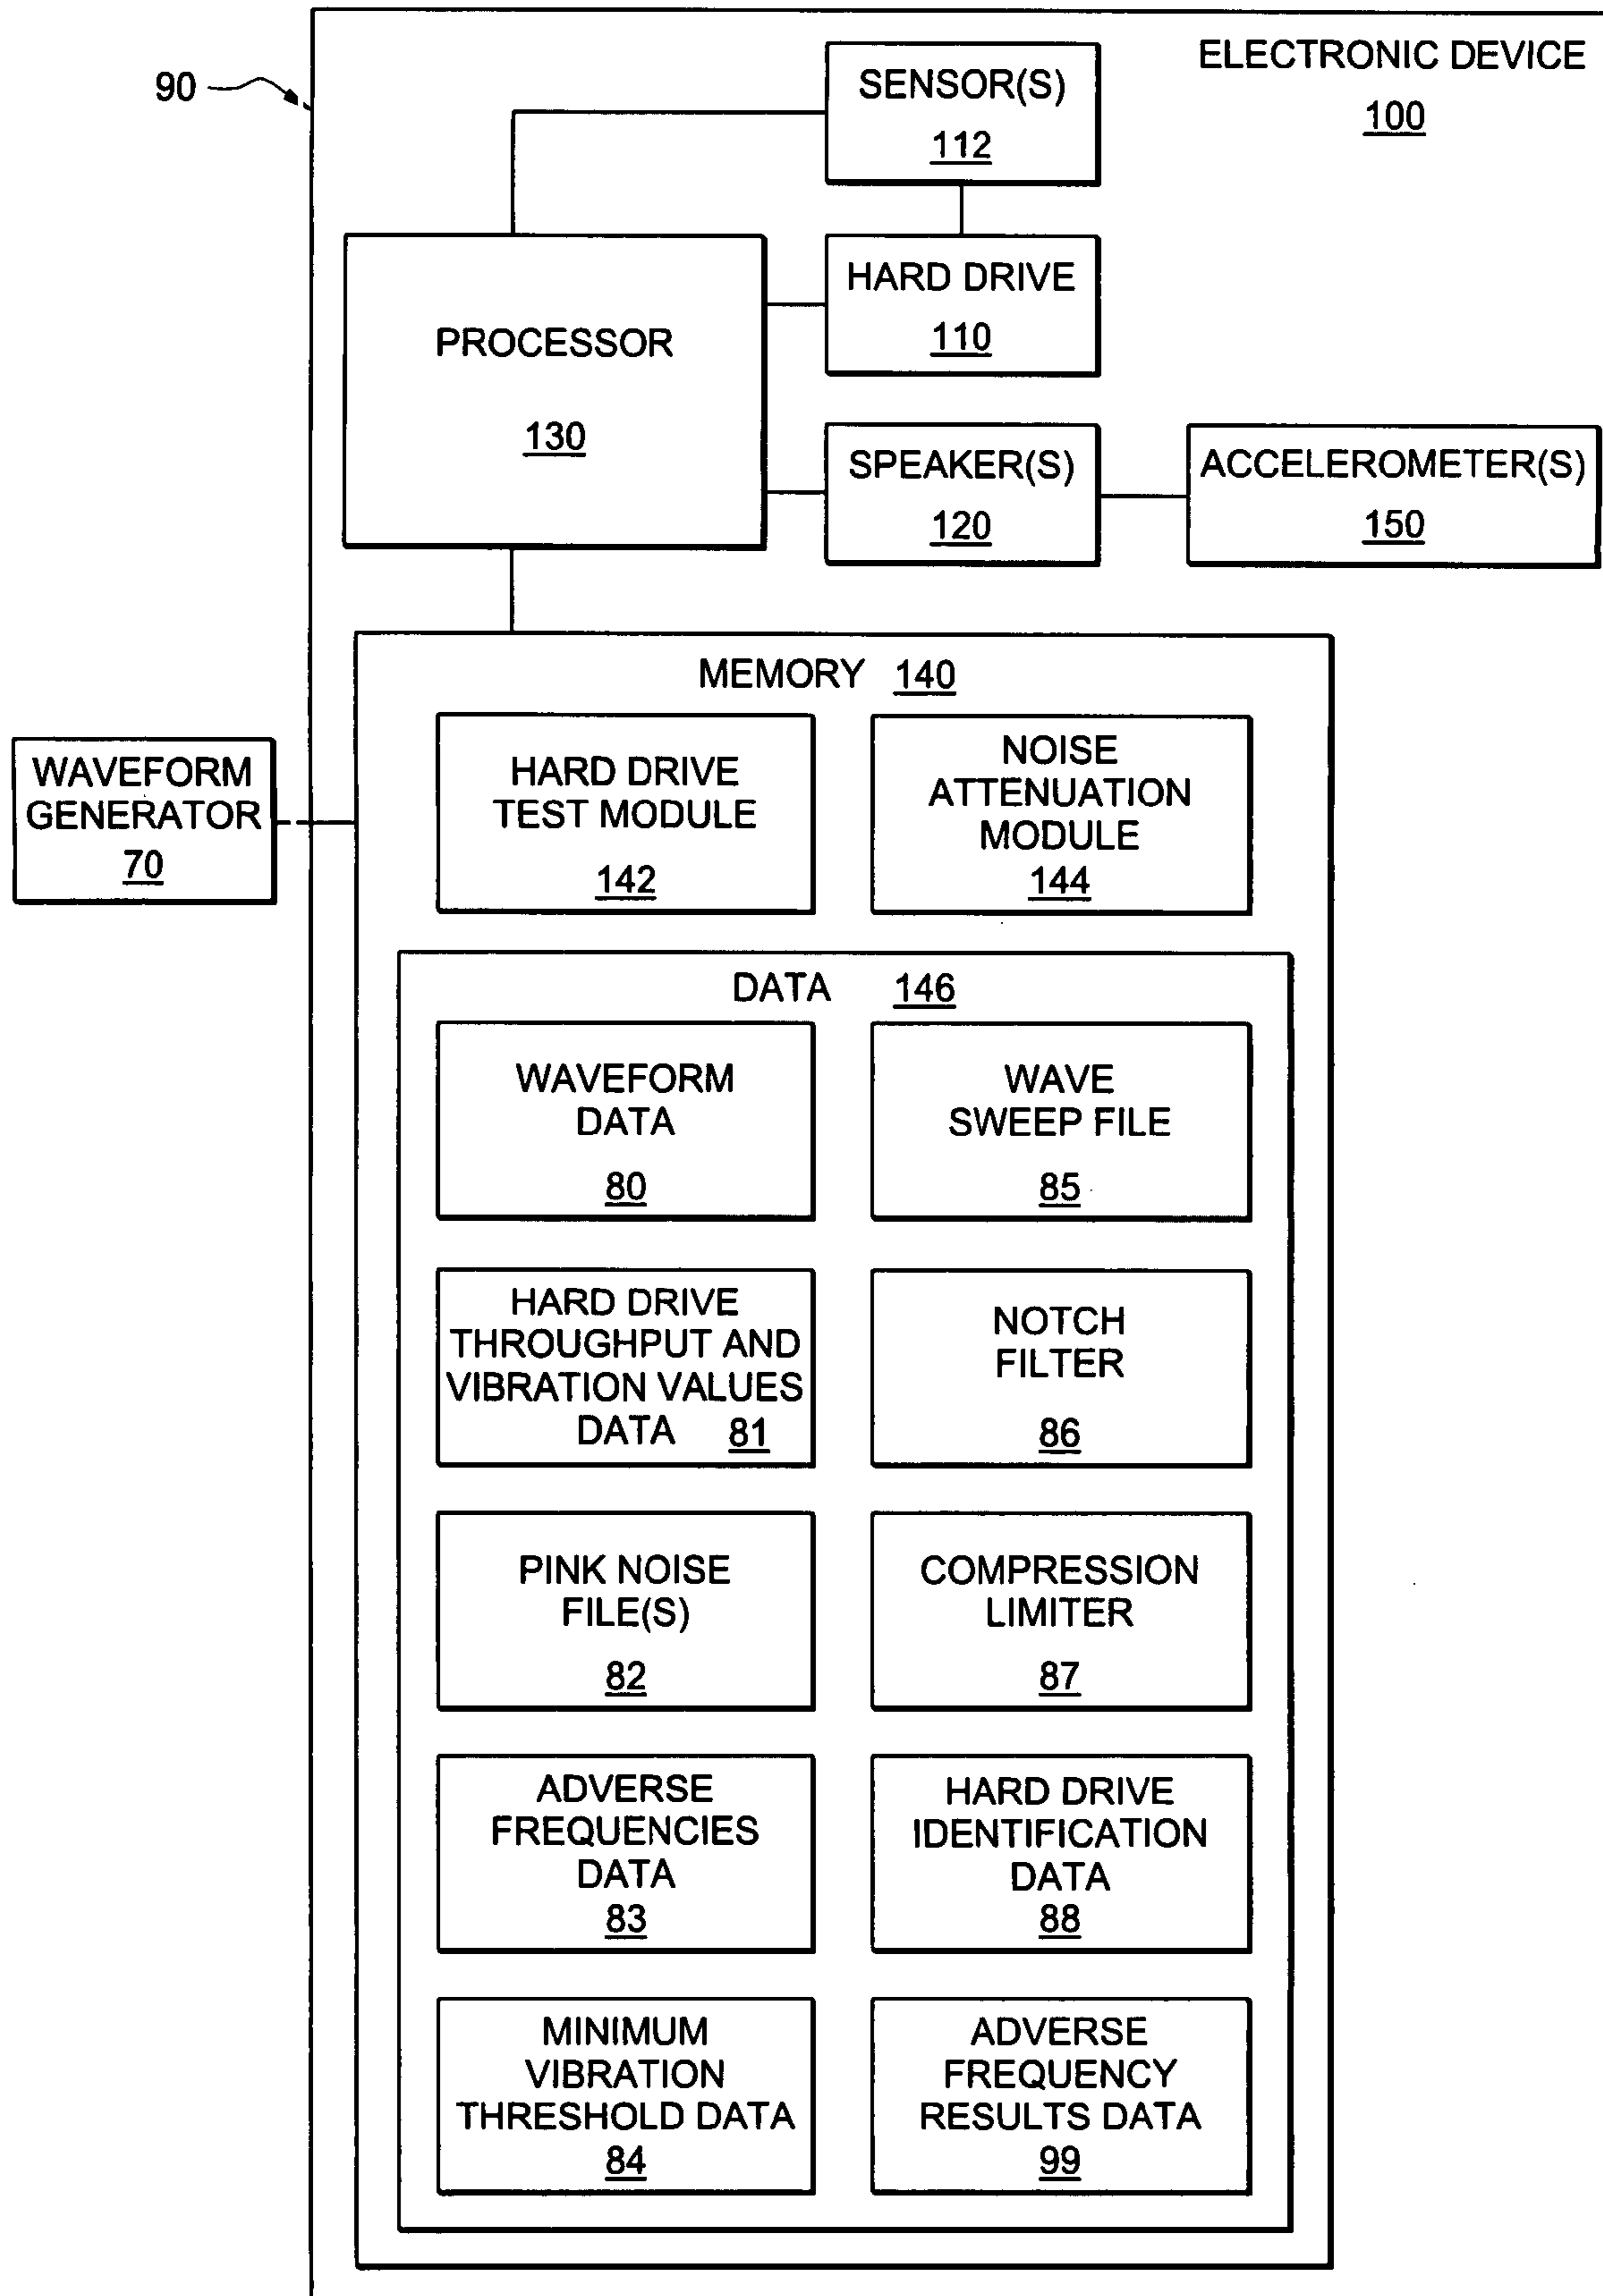 ELECTRONIC DEVICE
100
90
SENSOR(S)
112
PROCESSOR
130
HARD DRIVE
110
SPEAKER(S)
120
ACCELEROMETER(S)
150
MEMORY 140
WAVEFORM
GENERATOR
70
HARD DRIVE
TEST MODULE
142
NOISE
ATTENUATION
MODULE
144
DATA 146
WAVEFORM
DATA
80
WAVE
SWEEP FILE
85
HARD DRIVE
THROUGHPUT AND
VIBRATION VALUES
DATA 81
NOTCH
FILTER
86
PINK NOISE
FILE(S)
82
COMPRESSION
LIMITER
87
ADVERSE
FREQUENCIES
DATA
83
HARD DRIVE
IDENTIFICATION
DATA
88
MINIMUM
VIBRATION
THRESHOLD DATA
84
ADVERSE
FREQUENCY
RESULTS DATA
99